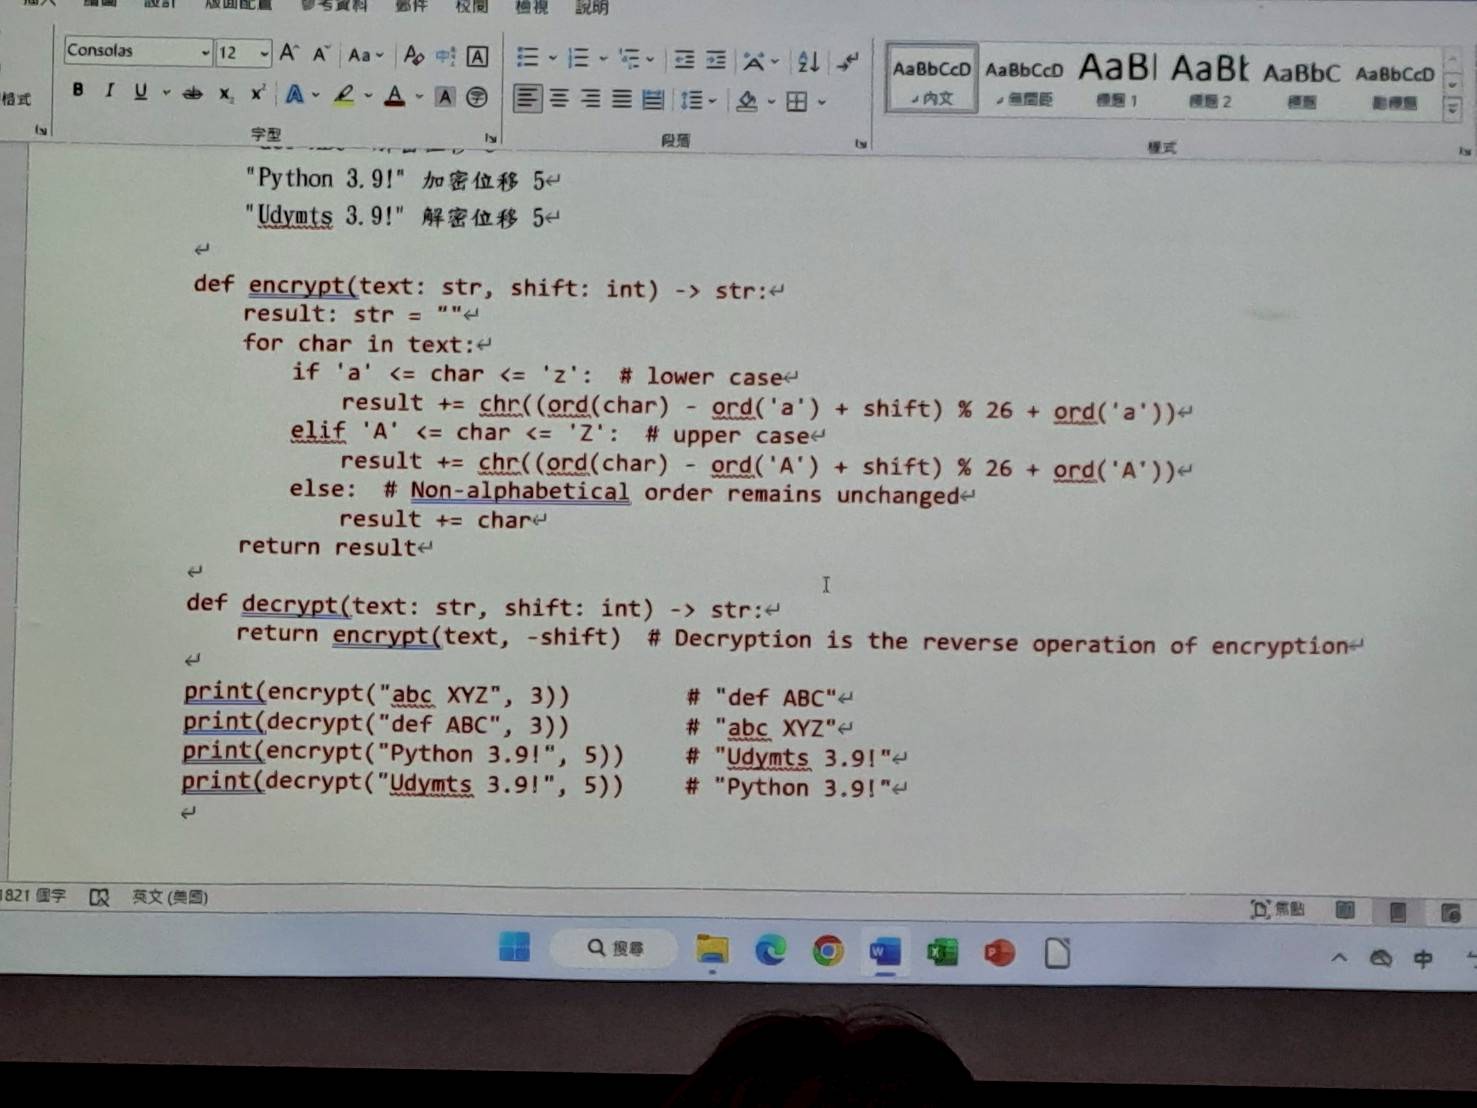 插入 繪圖 設計 版面配置 參考資料 郵件 校閱 檢視 說明
Consolas 12
字型
段落
AaBbCcD AaBbCcD AaBl AaBt AaBbC AaBbCcD
內文 無間距 標題 1 標題 2 標題 副標題
樣式
"Python 3.9!" 加密位移 5
"Udymts 3.9!" 解密位移 5
def encrypt(text: str, shift: int) -> str:
result: str = ""
for char in text:
if 'a' <= char <= 'z': # lower case
result += chr((ord(char) - ord('a') + shift) % 26 + ord('a'))
elif 'A' <= char <= 'Z': # upper case
result += chr((ord(char) - ord('A') + shift) % 26 + ord('A'))
else: # Non-alphabetical order remains unchanged
result += char
return result
def decrypt(text: str, shift: int) -> str:
return encrypt(text, -shift) # Decryption is the reverse operation of encryption
print(encrypt("abc XYZ", 3)) # "def ABC"
print(decrypt("def ABC", 3)) # "abc XYZ"
print(encrypt("Python 3.9!", 5)) # "Udymts 3.9!"
print(decrypt("Udymts 3.9!", 5)) # "Python 3.9!"
1821 個字 英文 (美國)
焦點
搜尋
中